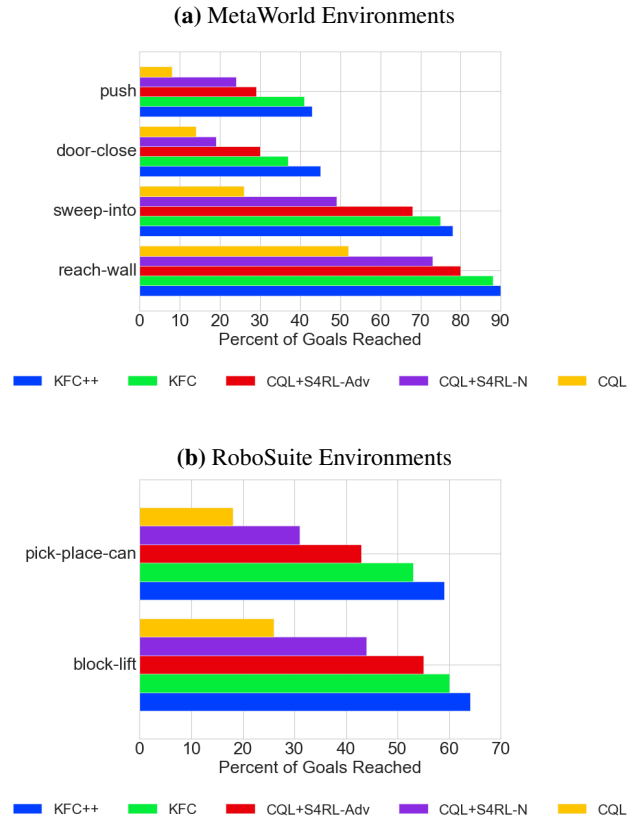 (a) MetaWorld Environments
push
door-close
sweep-into
reach-wall
0 10 20 30 40 50 60 70 80 90
Percent of Goals Reached
KFC++ KFC CQL+S4RL-Adv CQL+S4RL-N CQL
(b) RoboSuite Environments
pick-place-can
block-lift
0 10 20 30 40 50 60 70
Percent of Goals Reached
KFC++ KFC CQL+S4RL-Adv CQL+S4RL-N CQL